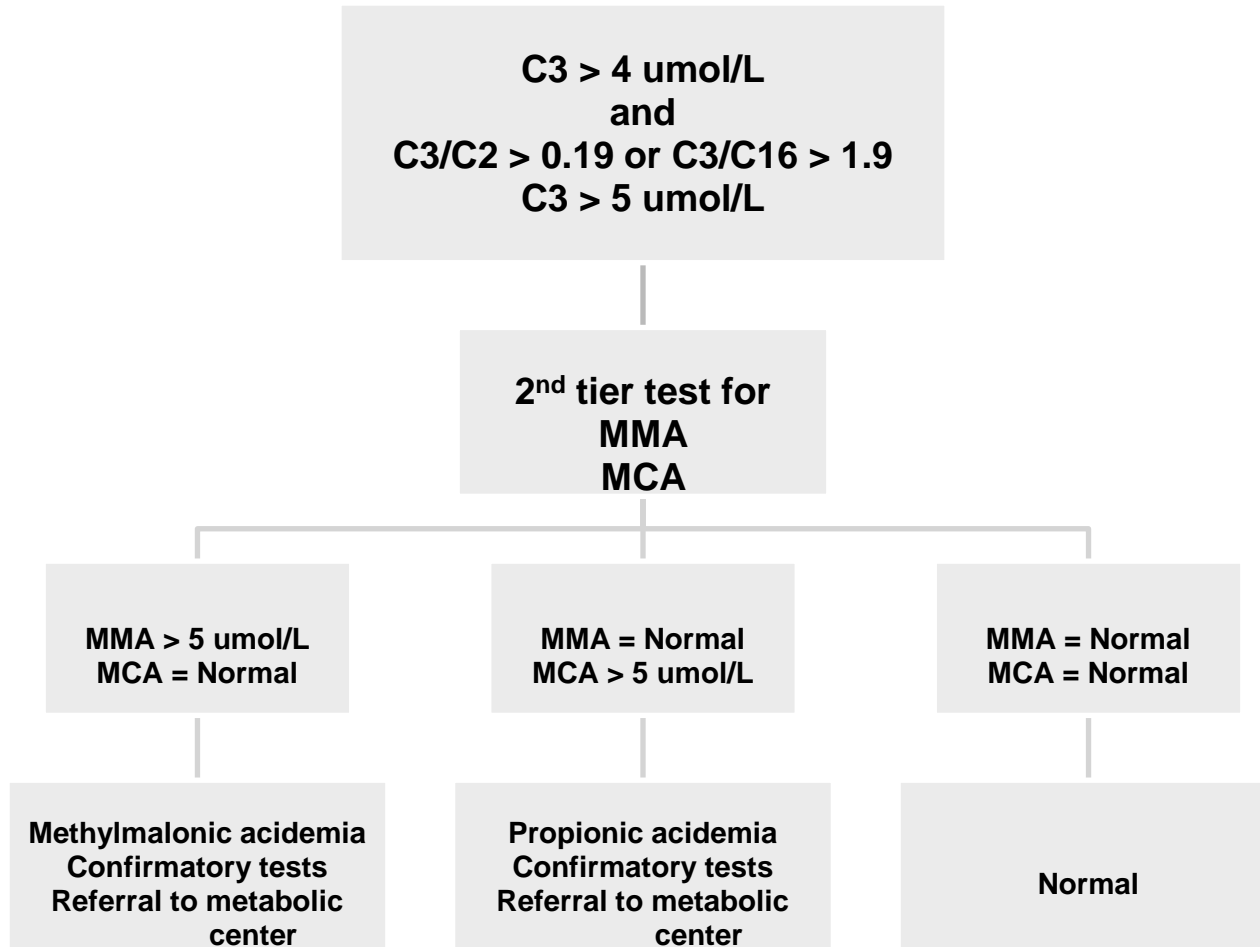 C3 > 4 umol/L
and
C3/C2 > 0.19 or C3/C16 > 1.9
C3 > 5 umol/L
2nd tier test for
MMA
MCA
MMA > 5 umol/L
MCA = Normal
MMA = Normal
MCA > 5 umol/L
MMA = Normal
MCA = Normal
Methylmalonic acidemia
Confirmatory tests
Referral to metabolic
center
Propionic acidemia
Confirmatory tests
Referral to metabolic
center
Normal